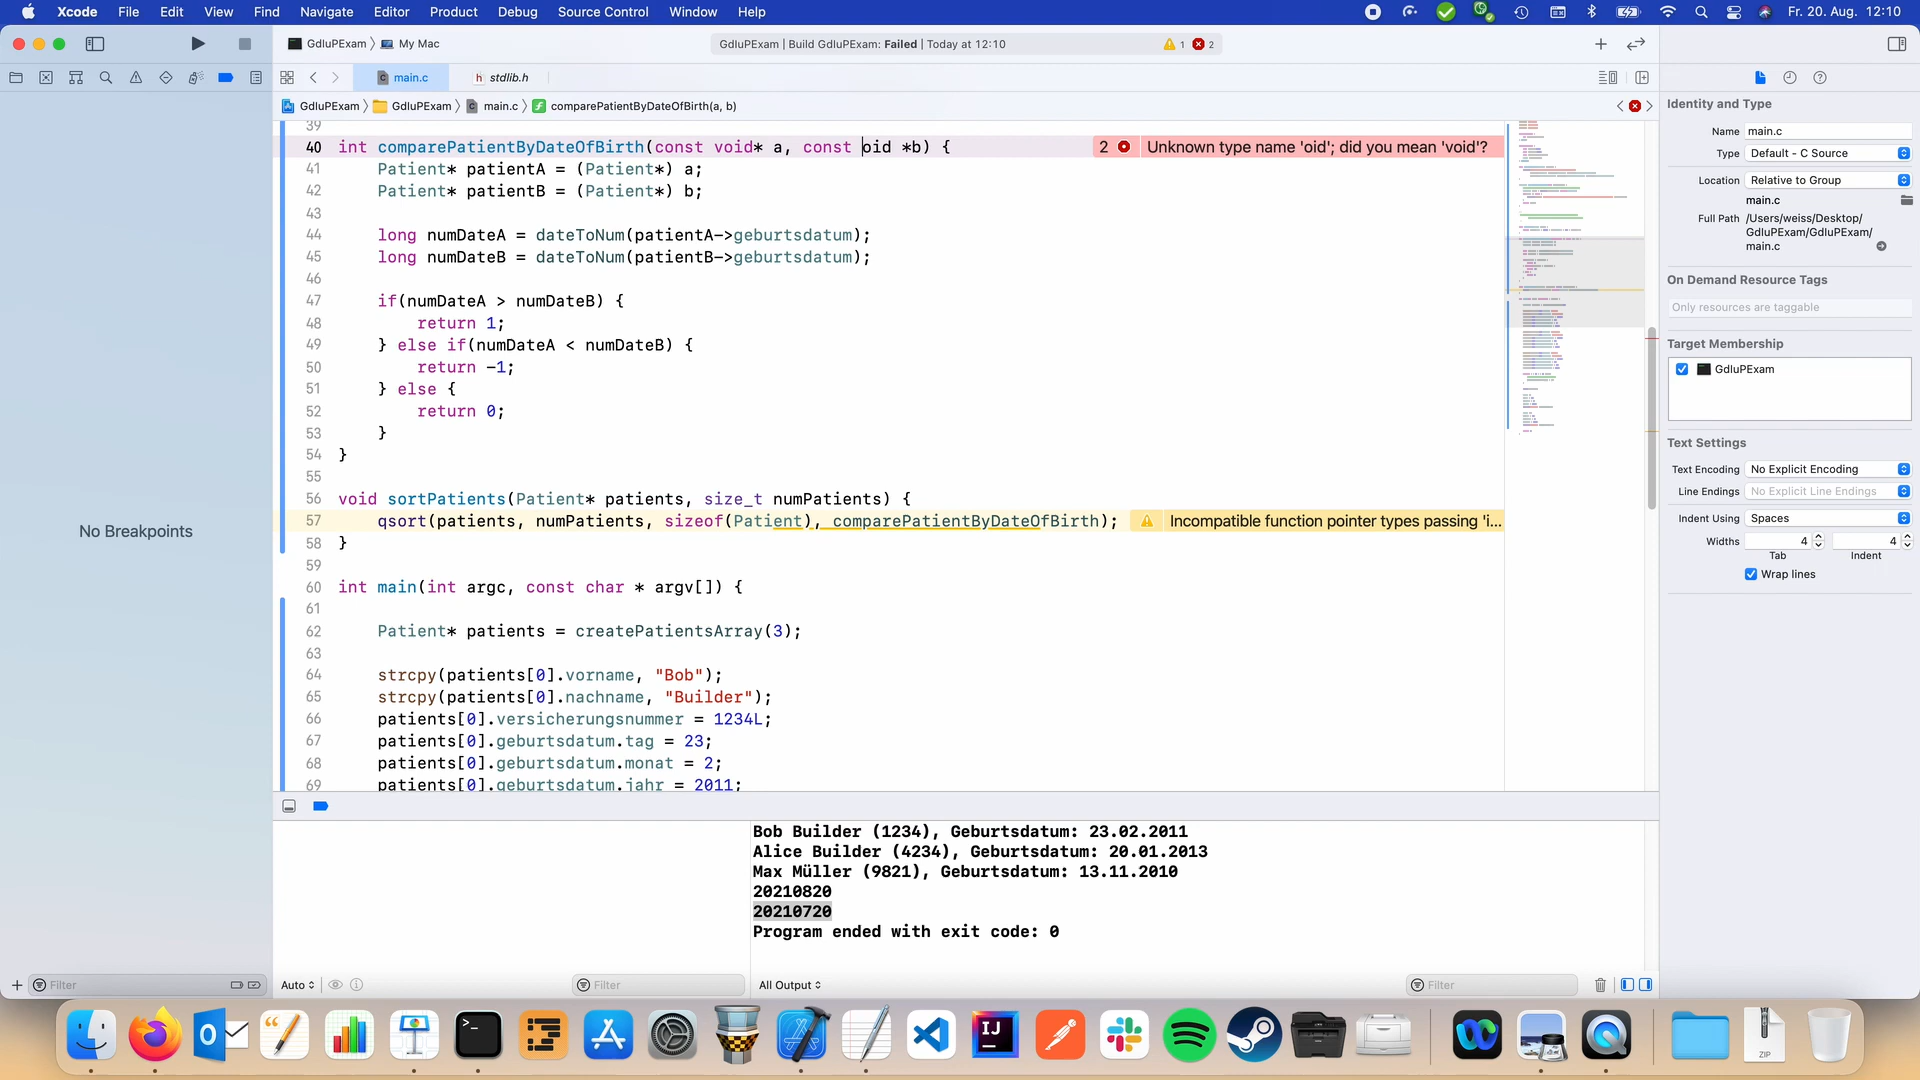 Xcode File Edit View Find Navigate Editor Product Debug Source Control Window Help Fr. 20. Aug. 12:10
GdIuPExam › My Mac GdIuPExam | Build GdIuPExam: Failed | Today at 12:10 1 2
main.c stdlib.h
GdIuPExam › GdIuPExam › main.c › comparePatientByDateOfBirth(a, b)
39
40 int comparePatientByDateOfBirth(const void* a, const oid *b) { 2 Unknown type name 'oid'; did you mean 'void'?
41 Patient* patientA = (Patient*) a;
42 Patient* patientB = (Patient*) b;
43
44 long numDateA = dateToNum(patientA->geburtsdatum);
45 long numDateB = dateToNum(patientB->geburtsdatum);
46
47 if(numDateA > numDateB) {
48 return 1;
49 } else if(numDateA < numDateB) {
50 return -1;
51 } else {
52 return 0;
53 }
54 }
55
56 void sortPatients(Patient* patients, size_t numPatients) {
57 qsort(patients, numPatients, sizeof(Patient), comparePatientByDateOfBirth); Incompatible function pointer types passing 'i...
58 }
59
60 int main(int argc, const char * argv[]) {
61
62 Patient* patients = createPatientsArray(3);
63
64 strcpy(patients[0].vorname, "Bob");
65 strcpy(patients[0].nachname, "Builder");
66 patients[0].versicherungsnummer = 1234L;
67 patients[0].geburtsdatum.tag = 23;
68 patients[0].geburtsdatum.monat = 2;
69 patients[0].geburtsdatum.jahr = 2011;
No Breakpoints
Filter
Bob Builder (1234), Geburtsdatum: 23.02.2011
Alice Builder (4234), Geburtsdatum: 20.01.2013
Max Müller (9821), Geburtsdatum: 13.11.2010
20210820
20210720
Program ended with exit code: 0
Auto Filter All Output Filter
Identity and Type
Name main.c
Type Default - C Source
Location Relative to Group
main.c
Full Path /Users/weiss/Desktop/
GdIuPExam/GdIuPExam/
main.c
On Demand Resource Tags
Only resources are taggable
Target Membership
GdIuPExam
Text Settings
Text Encoding No Explicit Encoding
Line Endings No Explicit Line Endings
Indent Using Spaces
Widths 4 4
Tab Indent
Wrap lines
ZIP